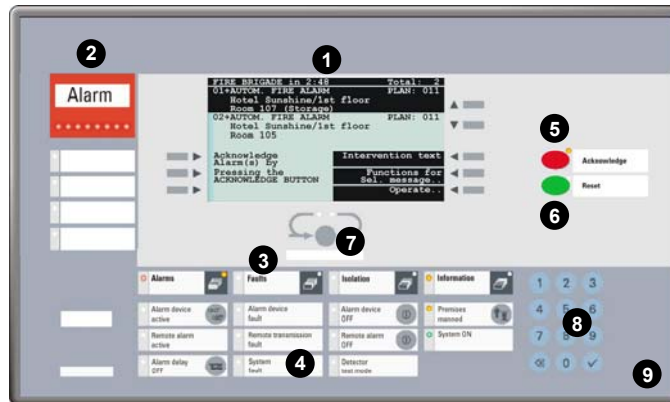 1
2
Alarm
FIRE BRIGADE in 2:48 Total: 2
01+AUTOM. FIRE ALARM PLAN: 011
Hotel Sunshine/1st floor
Room 107 (Storage)
02+AUTOM. FIRE ALARM PLAN: 011
Hotel Sunshine/1st floor
Room 105
Acknowledge
Alarm(s) by
Pressing the
ACKNOWLEDGE BUTTON
Intervention text
Functions for
Sel. message..
Operate..
5
Acknowledge
Reset
6
7
3
Alarms
Faults
Isolation
Information
Alarm device
active
Alarm device
fault
Alarm device
OFF
Premises
manned
Remote alarm
active
Remote transmission
fault
Remote alarm
OFF
System ON
Alarm delay
OFF
System
fault
4
Detector
test mode
1 2 3
4 5 6
7 8 9
0
8
9